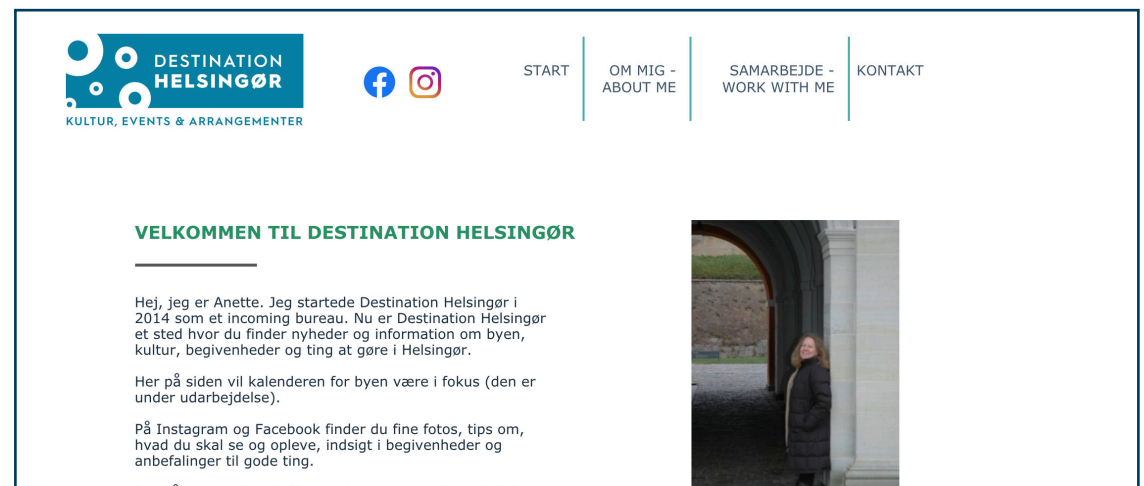 DESTINATION
HELSINGØR
KULTUR, EVENTS & ARRANGEMENTER
START
OM MIG -
ABOUT ME
SAMARBEJDE -
WORK WITH ME
KONTAKT
VELKOMMEN TIL DESTINATION HELSINGØR
Hej, jeg er Anette. Jeg startede Destination Helsingør i
2014 som et incoming bureau. Nu er Destination Helsingør
et sted hvor du finder nyheder og information om byen,
kultur, begivenheder og ting at gøre i Helsingør.
Her på siden vil kalenderen for byen være i fokus (den er
under udarbejdelse).
På Instagram og Facebook finder du fine fotos, tips om,
hvad du skal se og opleve, indsigt i begivenheder og
anbefalinger til gode ting.